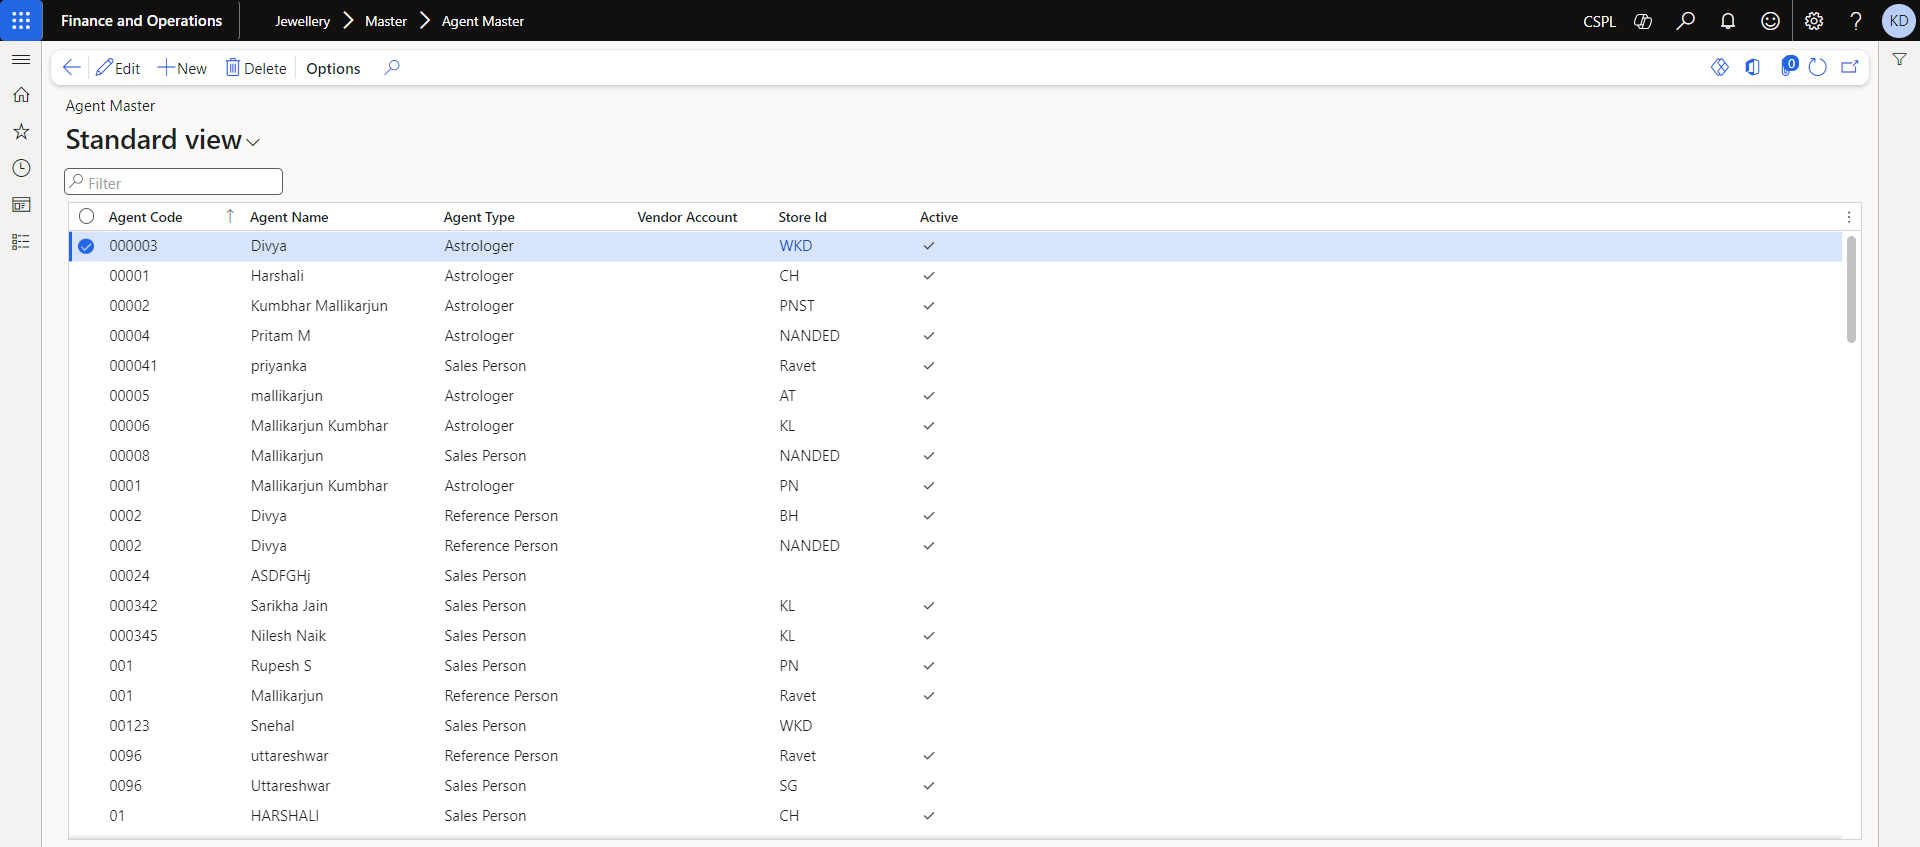 Finance and Operations Jewellery Master Agent Master CSPL KD
Edit New Delete Options 0
Agent Master
Standard view
Filter
Agent Code Agent Name Agent Type Vendor Account Store Id Active
000003 Divya Astrologer WKD
00001 Harshali Astrologer CH
00002 Kumbhar Mallikarjun Astrologer PNST
00004 Pritam M Astrologer NANDED
000041 priyanka Sales Person Ravet
00005 mallikarjun Astrologer AT
00006 Mallikarjun Kumbhar Astrologer KL
00008 Mallikarjun Sales Person NANDED
0001 Mallikarjun Kumbhar Astrologer PN
0002 Divya Reference Person BH
0002 Divya Reference Person NANDED
00024 ASDFGHj Sales Person
000342 Sarikha Jain Sales Person KL
000345 Nilesh Naik Sales Person KL
001 Rupesh S Sales Person PN
001 Mallikarjun Reference Person Ravet
00123 Snehal Sales Person WKD
0096 uttareshwar Reference Person Ravet
0096 Uttareshwar Sales Person SG
01 HARSHALI Sales Person CH